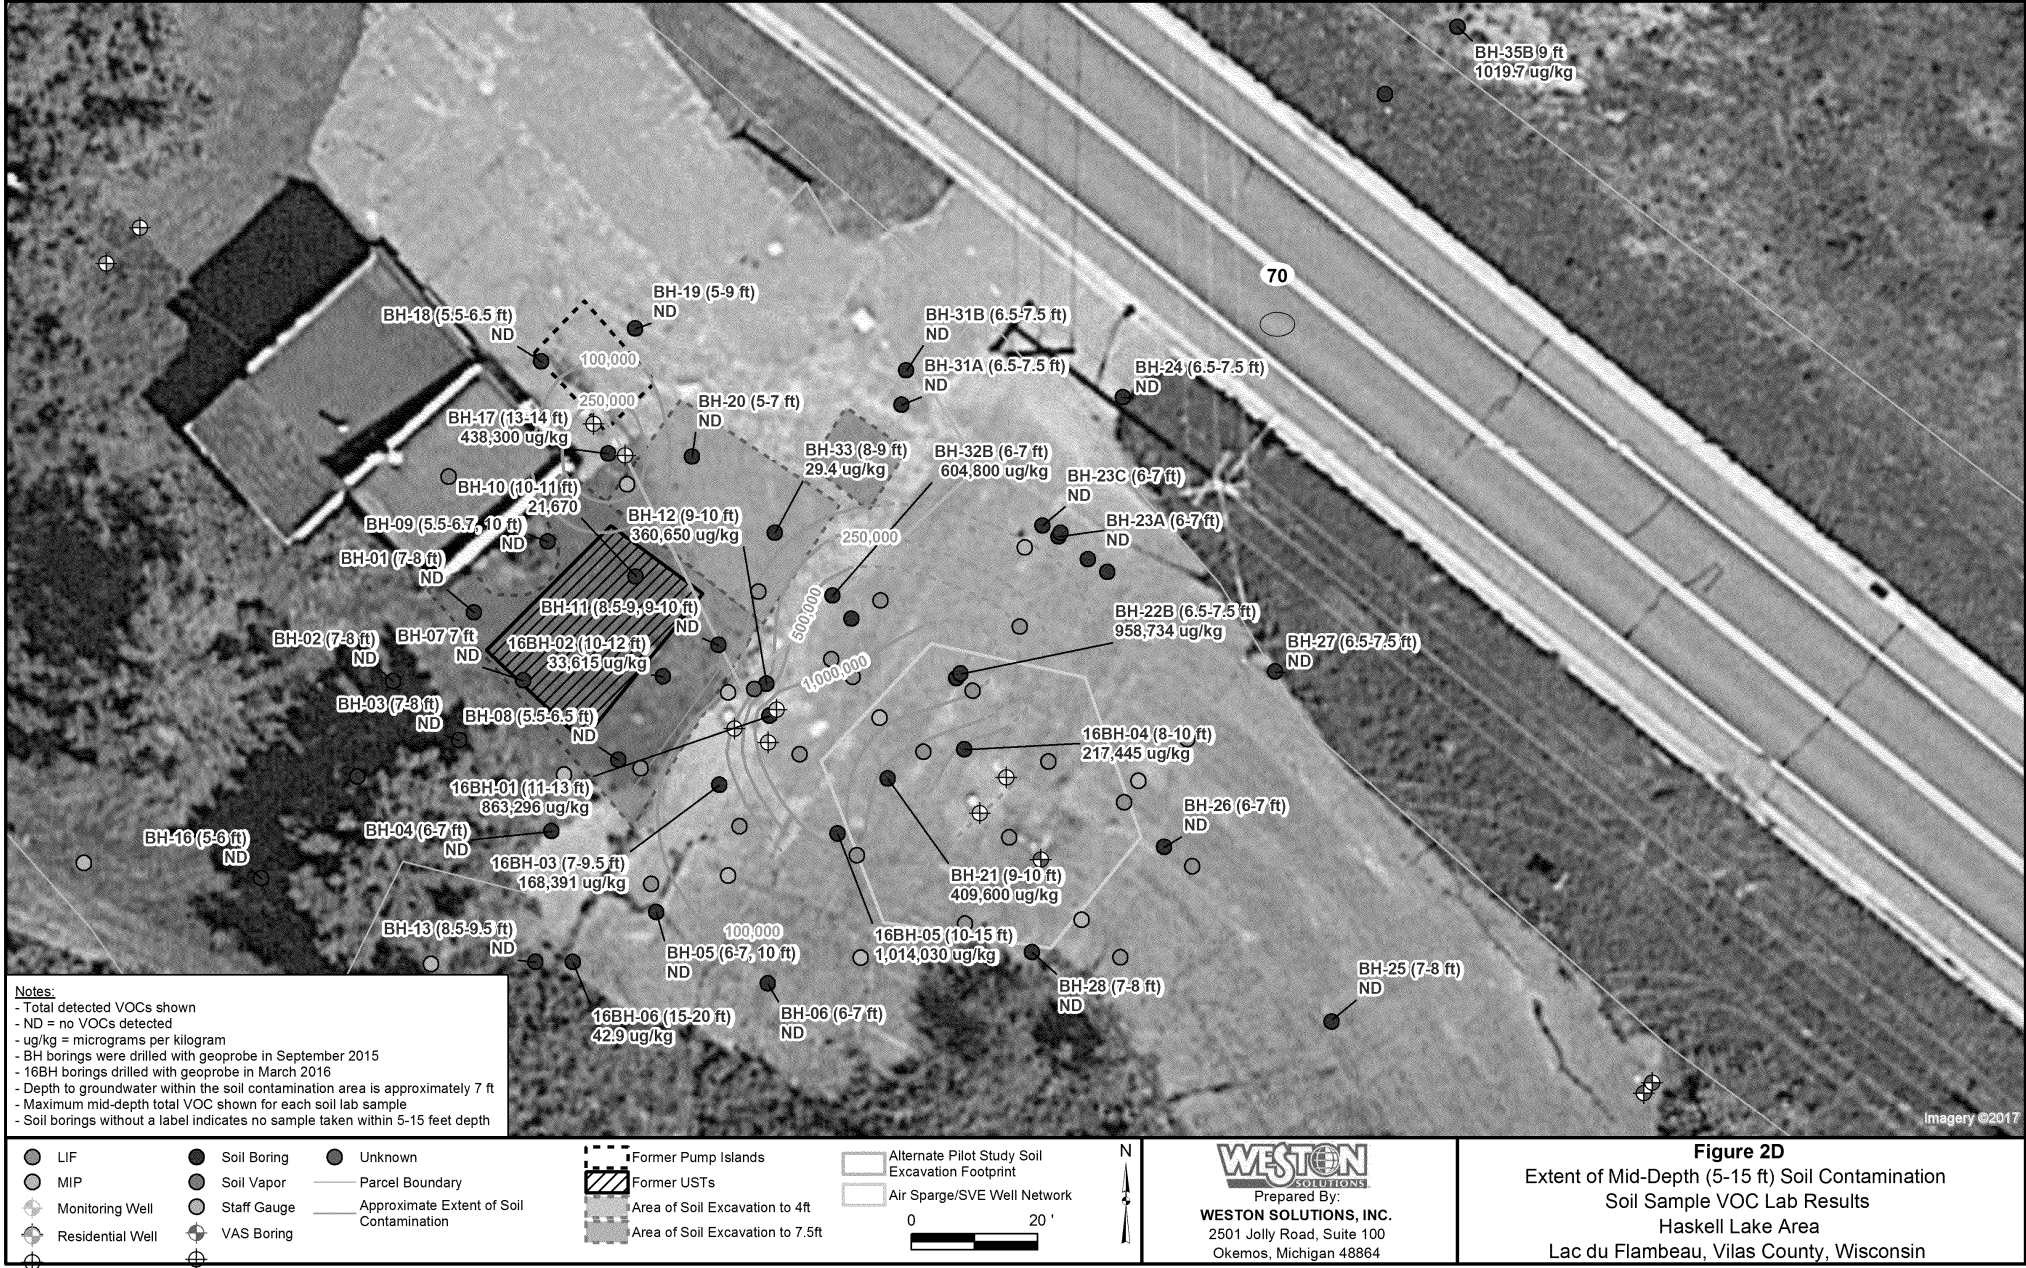 BH-35B 9 ft
1019.7 ug/kg
70
BH-19 (5-9 ft)
ND
BH-18 (5.5-6.5 ft)
ND
BH-31B (6.5-7.5 ft)
ND
100,000
BH-31A (6.5-7.5 ft)
ND
BH-24 (6.5-7.5 ft)
ND
250,000
BH-20 (5-7 ft)
ND
BH-17 (13-14 ft)
438,300 ug/kg
BH-33 (8-9 ft)
29.4 ug/kg
BH-32B (6-7 ft)
604,800 ug/kg
BH-23C (6-7 ft)
ND
BH-10 (10-11 ft)
21,670
BH-12 (9-10 ft)
360,650 ug/kg
BH-09 (5.5-6.7, 10 ft)
ND
BH-23A (6-7 ft)
ND
250,000
BH-01 (7-8 ft)
ND
500,000
BH-11 (8.5-9, 9-10 ft)
ND
BH-22B (6.5-7.5 ft)
958,734 ug/kg
BH-02 (7-8 ft)
ND
BH-07 7 ft
ND
16BH-02 (10-12 ft)
33,615 ug/kg
BH-27 (6.5-7.5 ft)
ND
1,000,000
BH-03 (7-8 ft)
ND
BH-08 (5.5-6.5 ft)
ND
16BH-04 (8-10 ft)
217,445 ug/kg
16BH-01 (11-13 ft)
863,296 ug/kg
BH-26 (6-7 ft)
ND
BH-16 (5-6 ft)
ND
BH-04 (6-7 ft)
ND
16BH-03 (7-9.5 ft)
168,391 ug/kg
BH-21 (9-10 ft)
409,600 ug/kg
BH-13 (8.5-9.5 ft)
ND
100,000
BH-05 (6-7, 10 ft)
ND
16BH-05 (10-15 ft)
1,014,030 ug/kg
BH-28 (7-8 ft)
ND
BH-25 (7-8 ft)
ND
16BH-06 (15-20 ft)
42.9 ug/kg
BH-06 (6-7 ft)
ND
Notes:
- Total detected VOCs shown
- ND = no VOCs detected
- ug/kg = micrograms per kilogram
- BH borings were drilled with geoprobe in September 2015
- 16BH borings drilled with geoprobe in March 2016
- Depth to groundwater within the soil contamination area is approximately 7 ft
- Maximum mid-depth total VOC shown for each soil lab sample
- Soil borings without a label indicates no sample taken within 5-15 feet depth
Imagery ©2017
LIF
MIP
Monitoring Well
Residential Well
Soil Boring
Soil Vapor
Staff Gauge
VAS Boring
Unknown
Parcel Boundary
Approximate Extent of Soil
Contamination
Former Pump Islands
Former USTs
Area of Soil Excavation to 4ft
Area of Soil Excavation to 7.5ft
Alternate Pilot Study Soil
Excavation Footprint
Air Sparge/SVE Well Network
0 20 '
N
WESTON
SOLUTIONS
Prepared By:
WESTON SOLUTIONS, INC.
2501 Jolly Road, Suite 100
Okemos, Michigan 48864
Figure 2D
Extent of Mid-Depth (5-15 ft) Soil Contamination
Soil Sample VOC Lab Results
Haskell Lake Area
Lac du Flambeau, Vilas County, Wisconsin